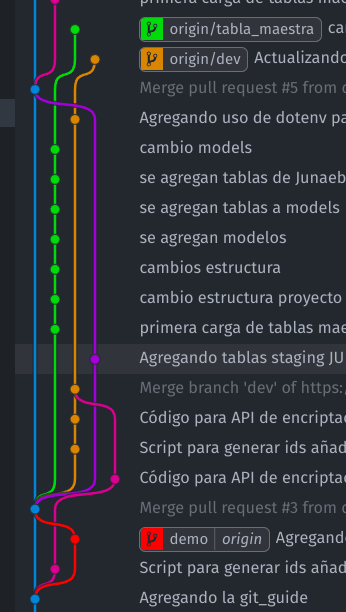 primera carga de tablas mae
origin/tabla_maestra ca
origin/dev Actualizando
Merge pull request #5 from d
Agregando uso de dotenv pa
cambio models
se agregan tablas de Junaeb
se agregan tablas a models
se agregan modelos
cambios estructura
cambio estructura proyecto
primera carga de tablas mae
Agregando tablas staging JU
Merge branch 'dev' of https:/
Código para API de encripta
Script para generar ids añad
Código para API de encripta
Merge pull request #3 from d
demo origin Agregand
Script para generar ids añad
Agregando la git_guide